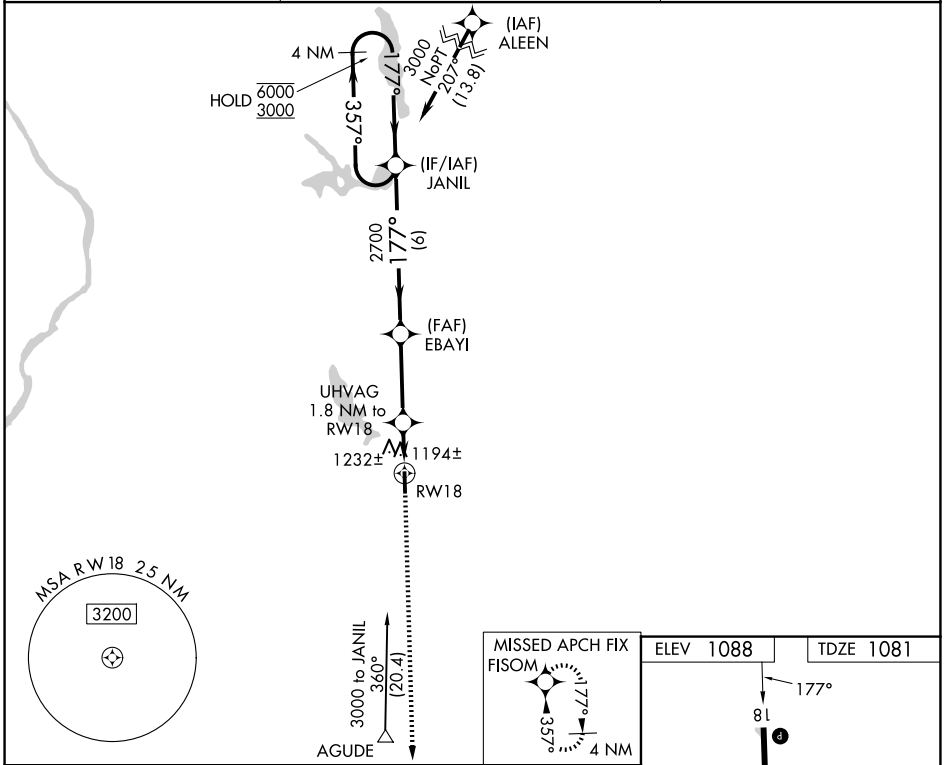 (IAF)
ALEEN
4 NM
3000
NoPT
207°
(13.8)
177°
HOLD 6000
3000
357°
(IF/IAF)
JANIL
2700
177°
(6)
(FAF)
EBAYI
UHVAG
1.8 NM to
RW18
1232± 1194±
RW18
MSA RW18 25 NM
3200
3000 to JANIL
360°
(20.4)
AGUDE
MISSED APCH FIX
FISOM
177°
357°
4 NM
ELEV 1088
TDZE 1081
177°
18
P